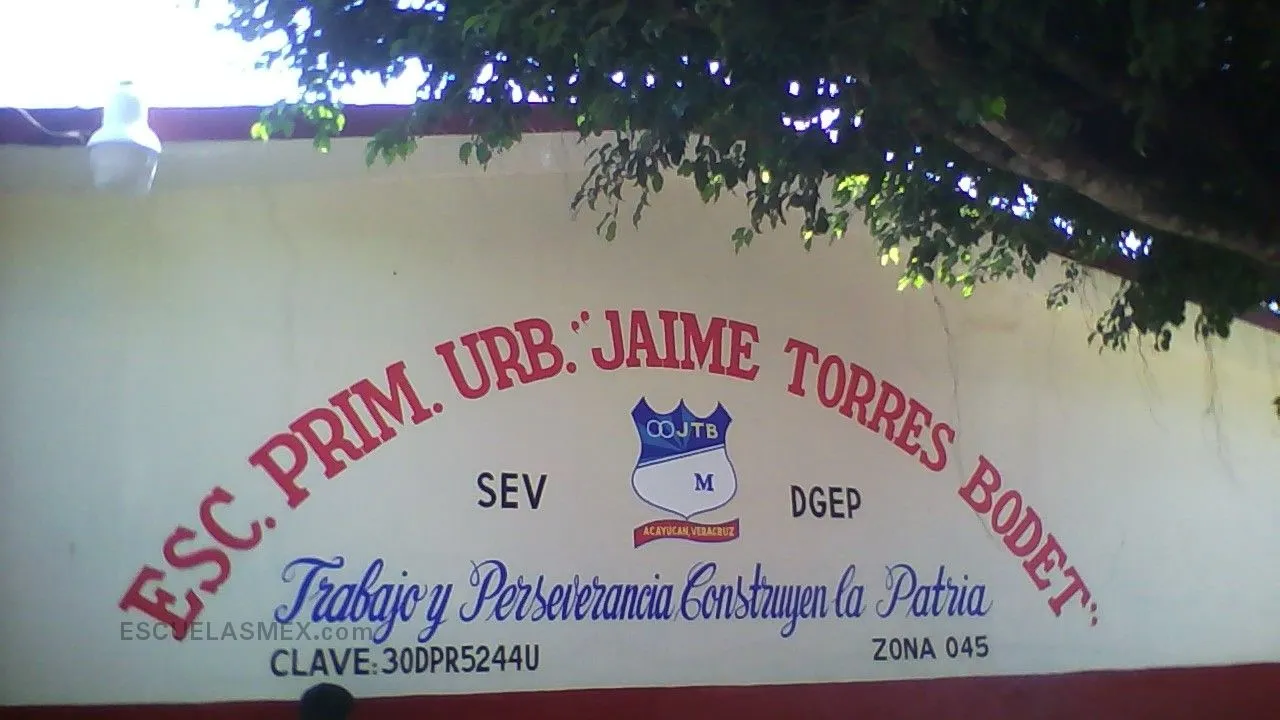 ESC. PRIM. URB. "JAIME TORRES BODET"
∞JTB
M
ACAYUCAN, VERACRUZ
SEV
DGEP
Trabajo y Perseverancia Construyen la Patria
ESCUELASMEX.com
CLAVE: 30DPR5244U
ZONA 045